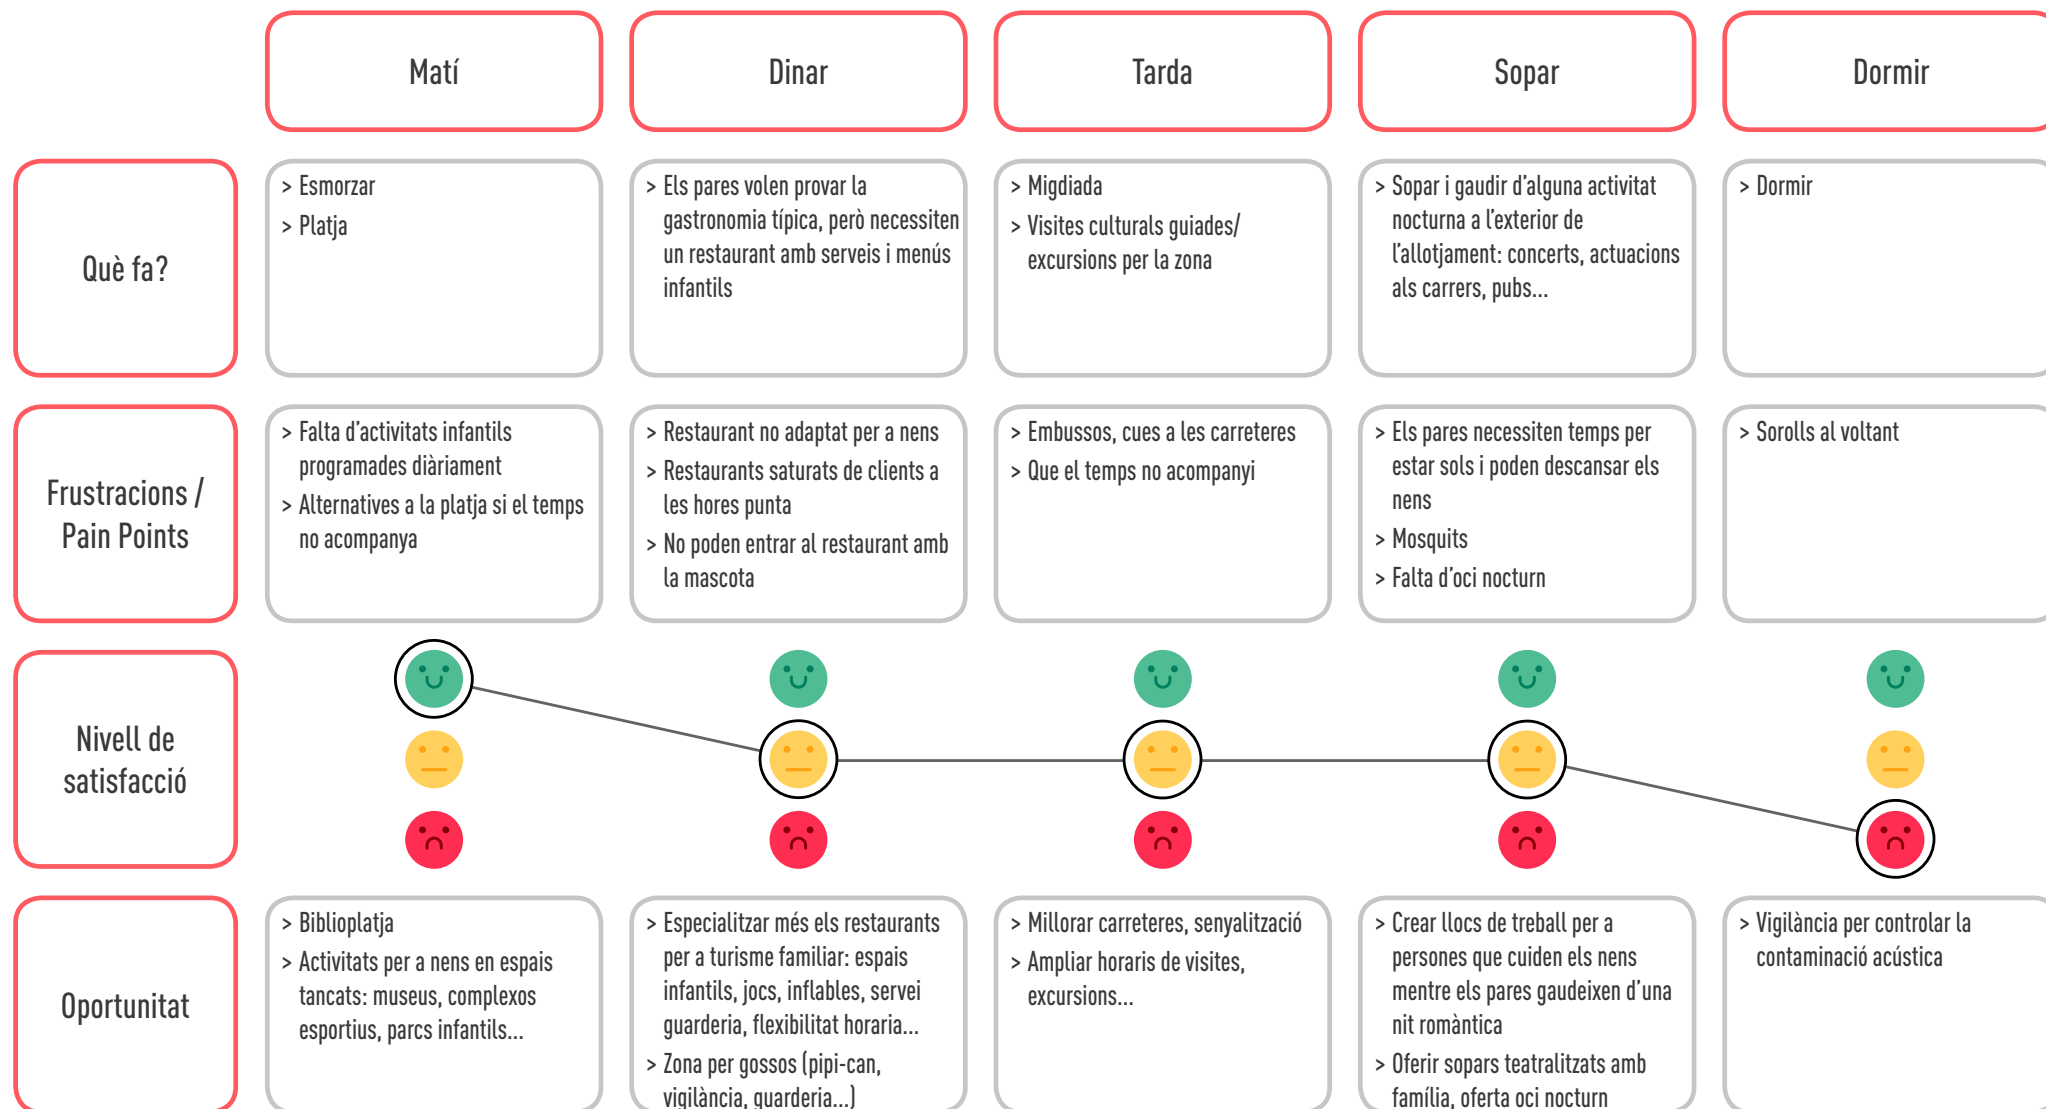 Matí
Dinar
Tarda
Sopar
Dormir
Què fa?
> Esmorzar
> Platja
> Els pares volen provar la
gastronomia típica, però necessiten
un restaurant amb serveis i menús
infantils
> Migdiada
> Visites culturals guiades/
excursions per la zona
> Sopar i gaudir d'alguna activitat
nocturna a l'exterior de
l'allotjament: concerts, actuacions
als carrers, pubs...
> Dormir
Frustracions /
Pain Points
> Falta d'activitats infantils
programades diàriament
> Alternatives a la platja si el temps
no acompanya
> Restaurant no adaptat per a nens
> Restaurants saturats de clients a
les hores punta
> No poden entrar al restaurant amb
la mascota
> Embussos, cues a les carreteres
> Que el temps no acompanyi
> Els pares necessiten temps per
estar sols i poden descansar els
nens
> Mosquits
> Falta d'oci nocturn
> Sorolls al voltant
Nivell de
satisfacció
Oportunitat
> Biblioplatja
> Activitats per a nens en espais
tancats: museus, complexos
esportius, parcs infantils...
> Especialitzar més els restaurants
per a turisme familiar: espais
infantils, jocs, inflables, servei
guarderia, flexibilitat horaria...
> Zona per gossos (pipi-can,
vigilància, guarderia...)
> Millorar carreteres, senyalització
> Ampliar horaris de visites,
excursions...
> Crear llocs de treball per a
persones que cuiden els nens
mentre els pares gaudeixen d'una
nit romàntica
> Oferir sopars teatralitzats amb
família, oferta oci nocturn
> Vigilància per controlar la
contaminació acústica